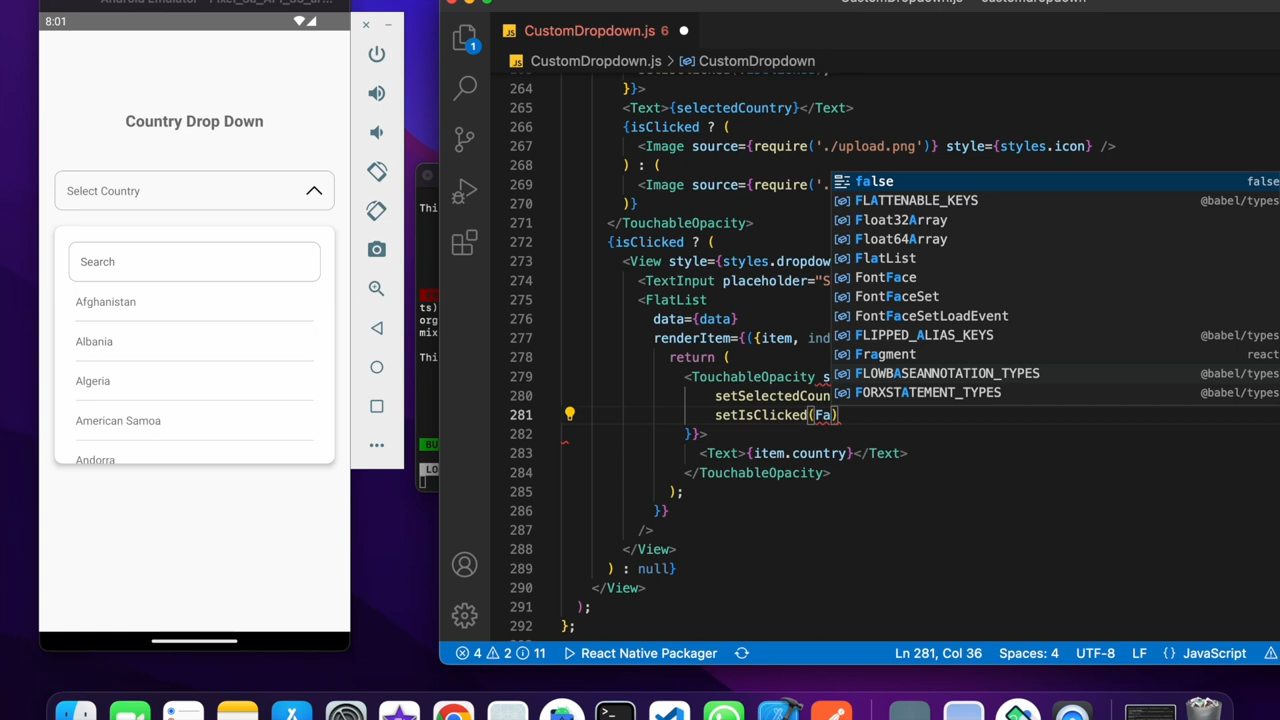 8:01
Country Drop Down
Select Country
Search
Afghanistan
Albania
Algeria
American Samoa
Andorra
CustomDropdown.js 6
CustomDropdown.js > CustomDropdown
264 }}>
265 <Text>{selectedCountry}</Text>
266 {isClicked ? (
267 <Image source={require('./upload.png')} style={styles.icon} />
268 ) : (
269 <Image source={require('.
270 )}
271 </TouchableOpacity>
272 {isClicked ? (
273 <View style={styles.dropdow
274 <TextInput placeholder="S
275 <FlatList
276 data={data}
277 renderItem={({item, ind
278 return (
279 <TouchableOpacity s
280 setSelectedCoun
281 setIsClicked(Fa)
282 }}>
283 <Text>{item.country}</Text>
284 </TouchableOpacity>
285 );
286 }}
287 />
288 </View>
289 ) : null}
290 </View>
291 );
292 };
false false
FLATTENABLE_KEYS @babel/types
Float32Array
Float64Array
FlatList
FontFace
FontFaceSet
FontFaceSetLoadEvent
FLIPPED_ALIAS_KEYS @babel/types
Fragment react
FLOWBASEANNOTATION_TYPES @babel/types
FORXSTATEMENT_TYPES @babel/types
1
4 2 11 React Native Packager Ln 281, Col 36 Spaces: 4 UTF-8 LF {} JavaScript